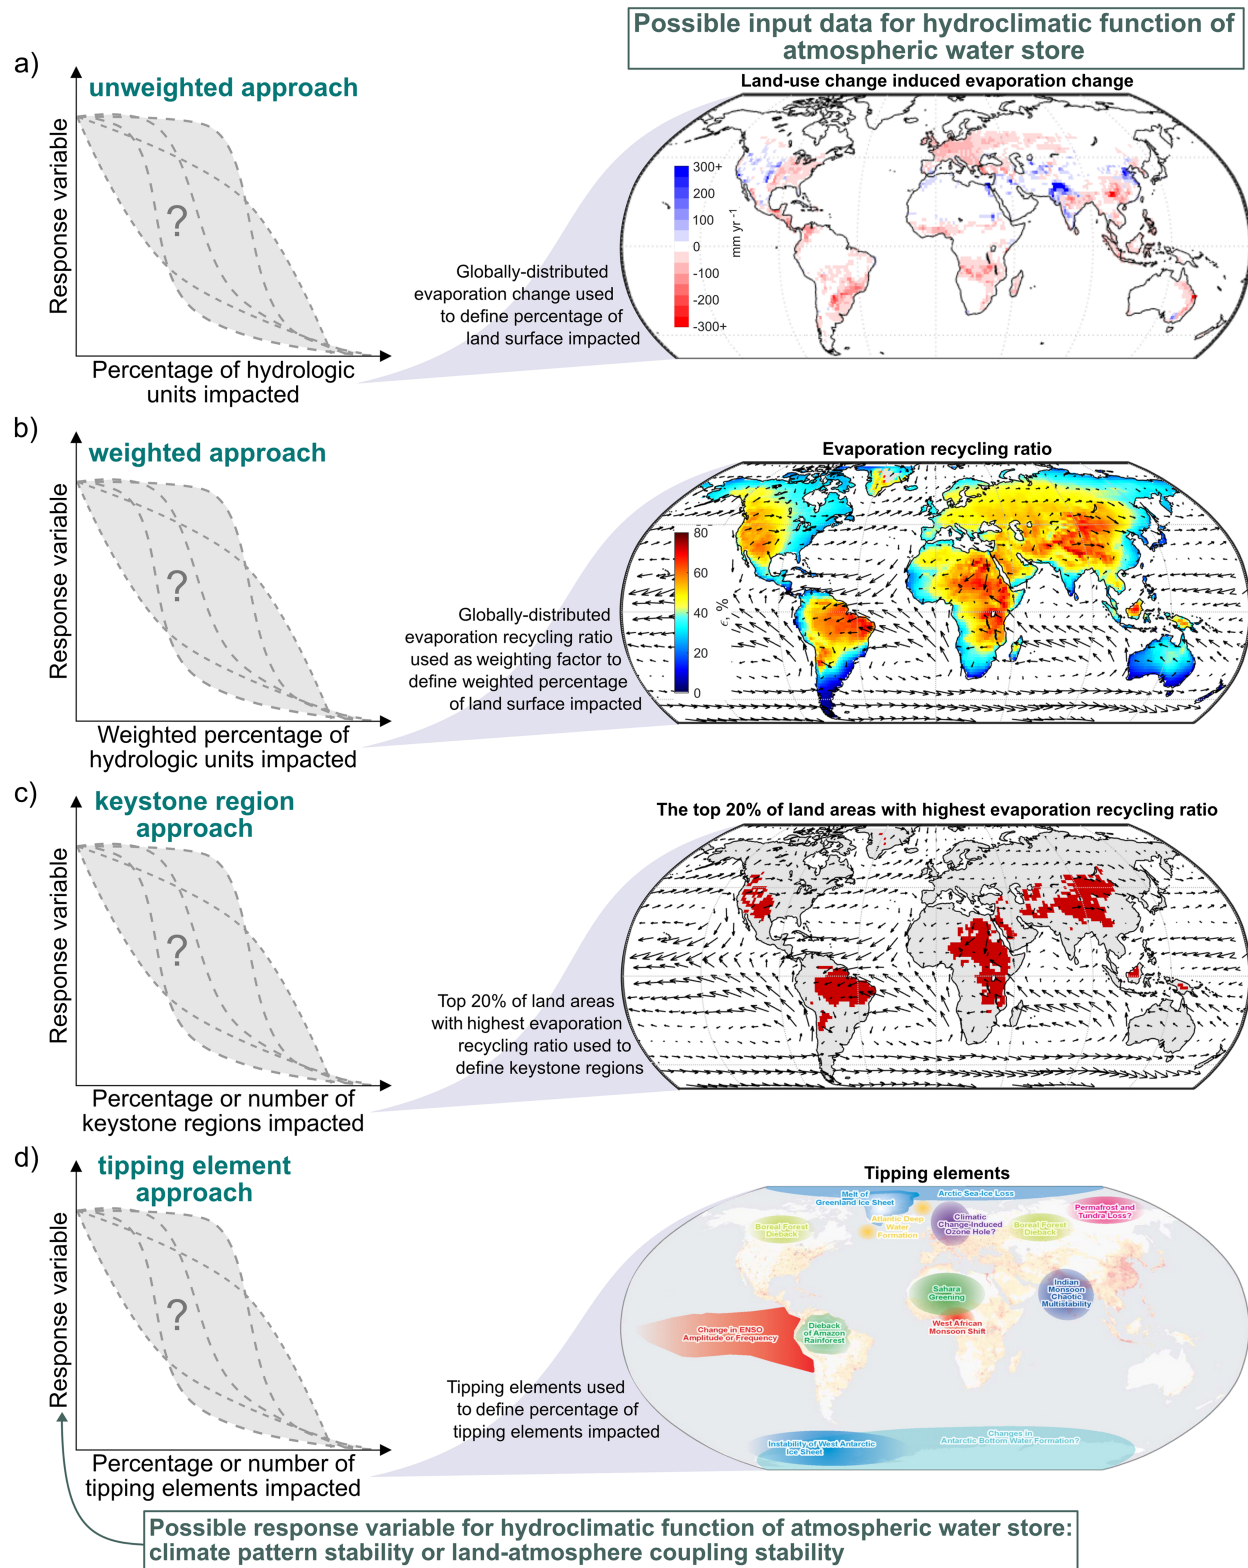 Possible input data for hydroclimatic function of
atmospheric water store
a)
unweighted approach
Response variable
?
Percentage of hydrologic
units impacted
Globally-distributed
evaporation change used
to define percentage of
land surface impacted
Land-use change induced evaporation change
300+
200
100
0
-100
-200
-300+
mm yr -1
b)
weighted approach
Response variable
?
Weighted percentage of
hydrologic units impacted
Globally-distributed
evaporation recycling ratio
used as weighting factor to
define weighted percentage
of land surface impacted
Evaporation recycling ratio
80
60
40
20
0
ϵ, %
c)
keystone region
approach
Response variable
?
Percentage or number of
keystone regions impacted
Top 20% of land areas
with highest evaporation
recycling ratio used to
define keystone regions
The top 20% of land areas with highest evaporation recycling ratio
d)
tipping element
approach
Response variable
?
Percentage or number of
tipping elements impacted
Tipping elements used
to define percentage of
tipping elements impacted
Tipping elements
Melt of
Greenland Ice Sheet
Arctic Sea-Ice Loss
Atlantic Deep
Water
Formation
Climatic
Change-Induced
Ozone Hole?
Permafrost and
Tundra Loss?
Boreal Forest
Dieback
Boreal Forest
Dieback
Sahara
Greening
Indian
Monsoon
Chaotic
Multistability
West African
Monsoon Shift
Change in ENSO
Amplitude or Frequency
Dieback
of Amazon
Rainforest
Instability of West Antarctic
Ice Sheet
Changes in
Antarctic Bottom Water Formation?
Possible response variable for hydroclimatic function of atmospheric water store:
climate pattern stability or land-atmosphere coupling stability